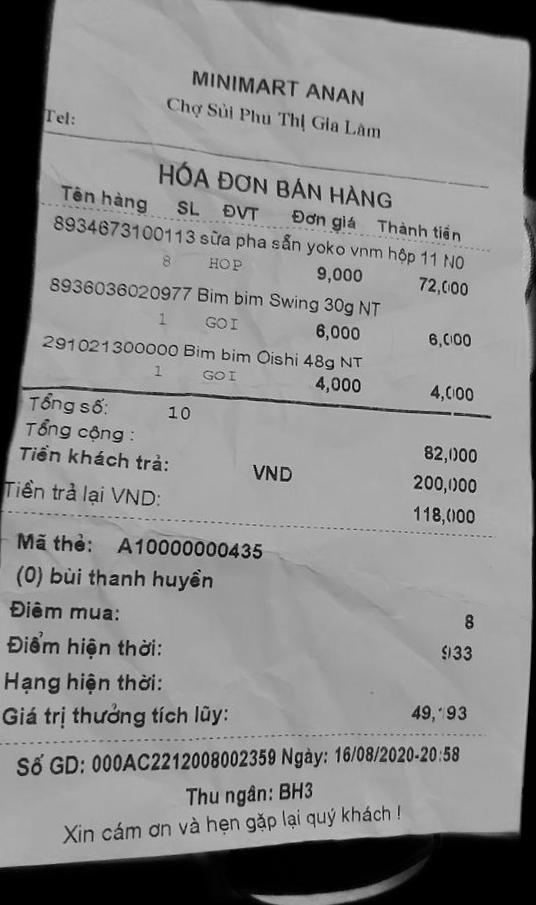 MINIMART ANAN
Chợ Sủi Phu Thị Gia Lâm
Tel:
HÓA ĐƠN BÁN HÀNG
Tên hàng SL ĐVT Đơn giá Thành tiền
8934673100113 sữa pha sẵn yoko vnm hộp 11 N0
8 HOP 9,000 72,000
8936036020977 Bim bim Swing 30g NT
1 GOI 6,000 6,000
291021300000 Bim bim Oishi 48g NT
1 GOI 4,000 4,000
Tổng số: 10
Tổng cộng : 82,000
Tiền khách trả: VND 200,000
Tiền trả lại VND: 118,000
Mã thẻ: A10000000435
(0) bùi thanh huyền
Điêm mua: 8
Điểm hiện thời: 933
Hạng hiện thời:
Giá trị thưởng tích lũy:
Số GD: 000AC2212008002359 Ngày: 16/08/2020-20:58
Thu ngân: BH3
Xin cám ơn và hẹn gặp lại quý khách !